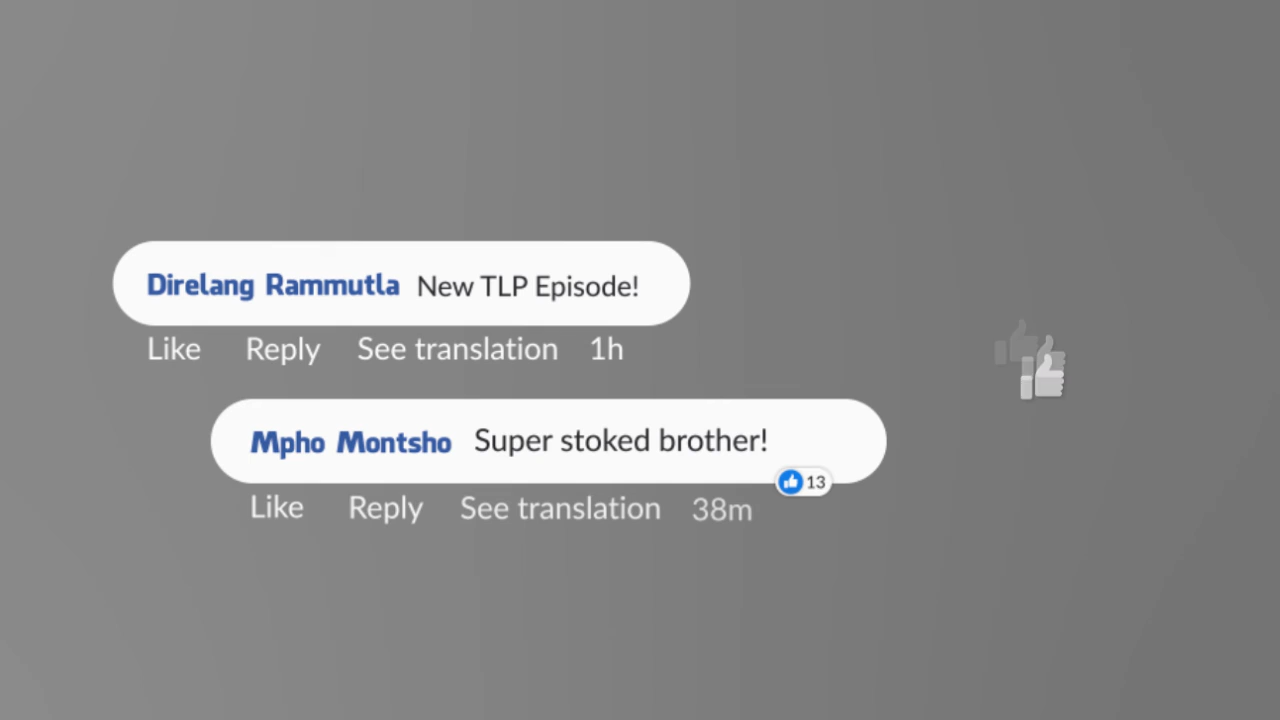 Direlang Rammutla New TLP Episode!
Like Reply See translation 1h
Mpho Montsho Super stoked brother!
13
Like Reply See translation 38m